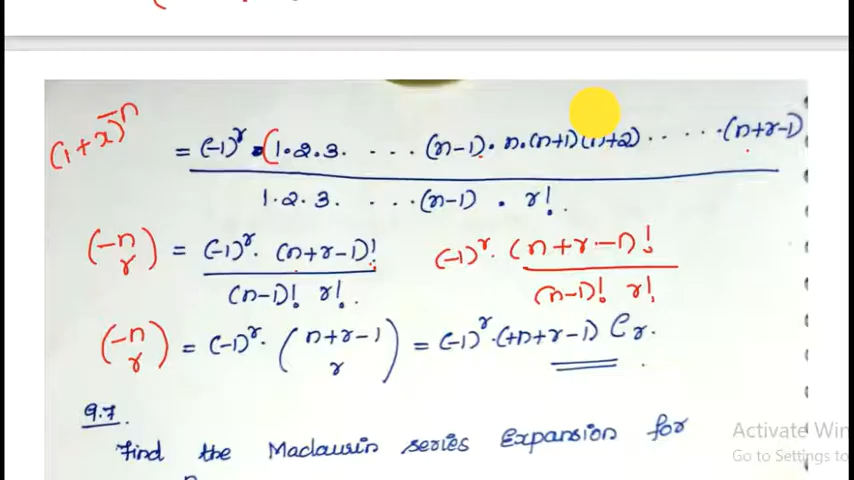 (1+x)^-n
= (-1)^r · (1·2·3. ... (n-1)· n·(n+1)(n+2)· ... ·(n+r-1)
1·2·3. ... (n-1) · r!.
(-n r) = (-1)^r · (n+r-1)! / (n-1)! r!. (-1)^r · (n+r-1)! / (n-1)! r!
(-n r) = (-1)^r · (n+r-1 r) = (-1)^r ·(+n+r-1) Cr.
9.7.
Find the Maclaurin series Expansion for
Activate Win
Go to Settings to